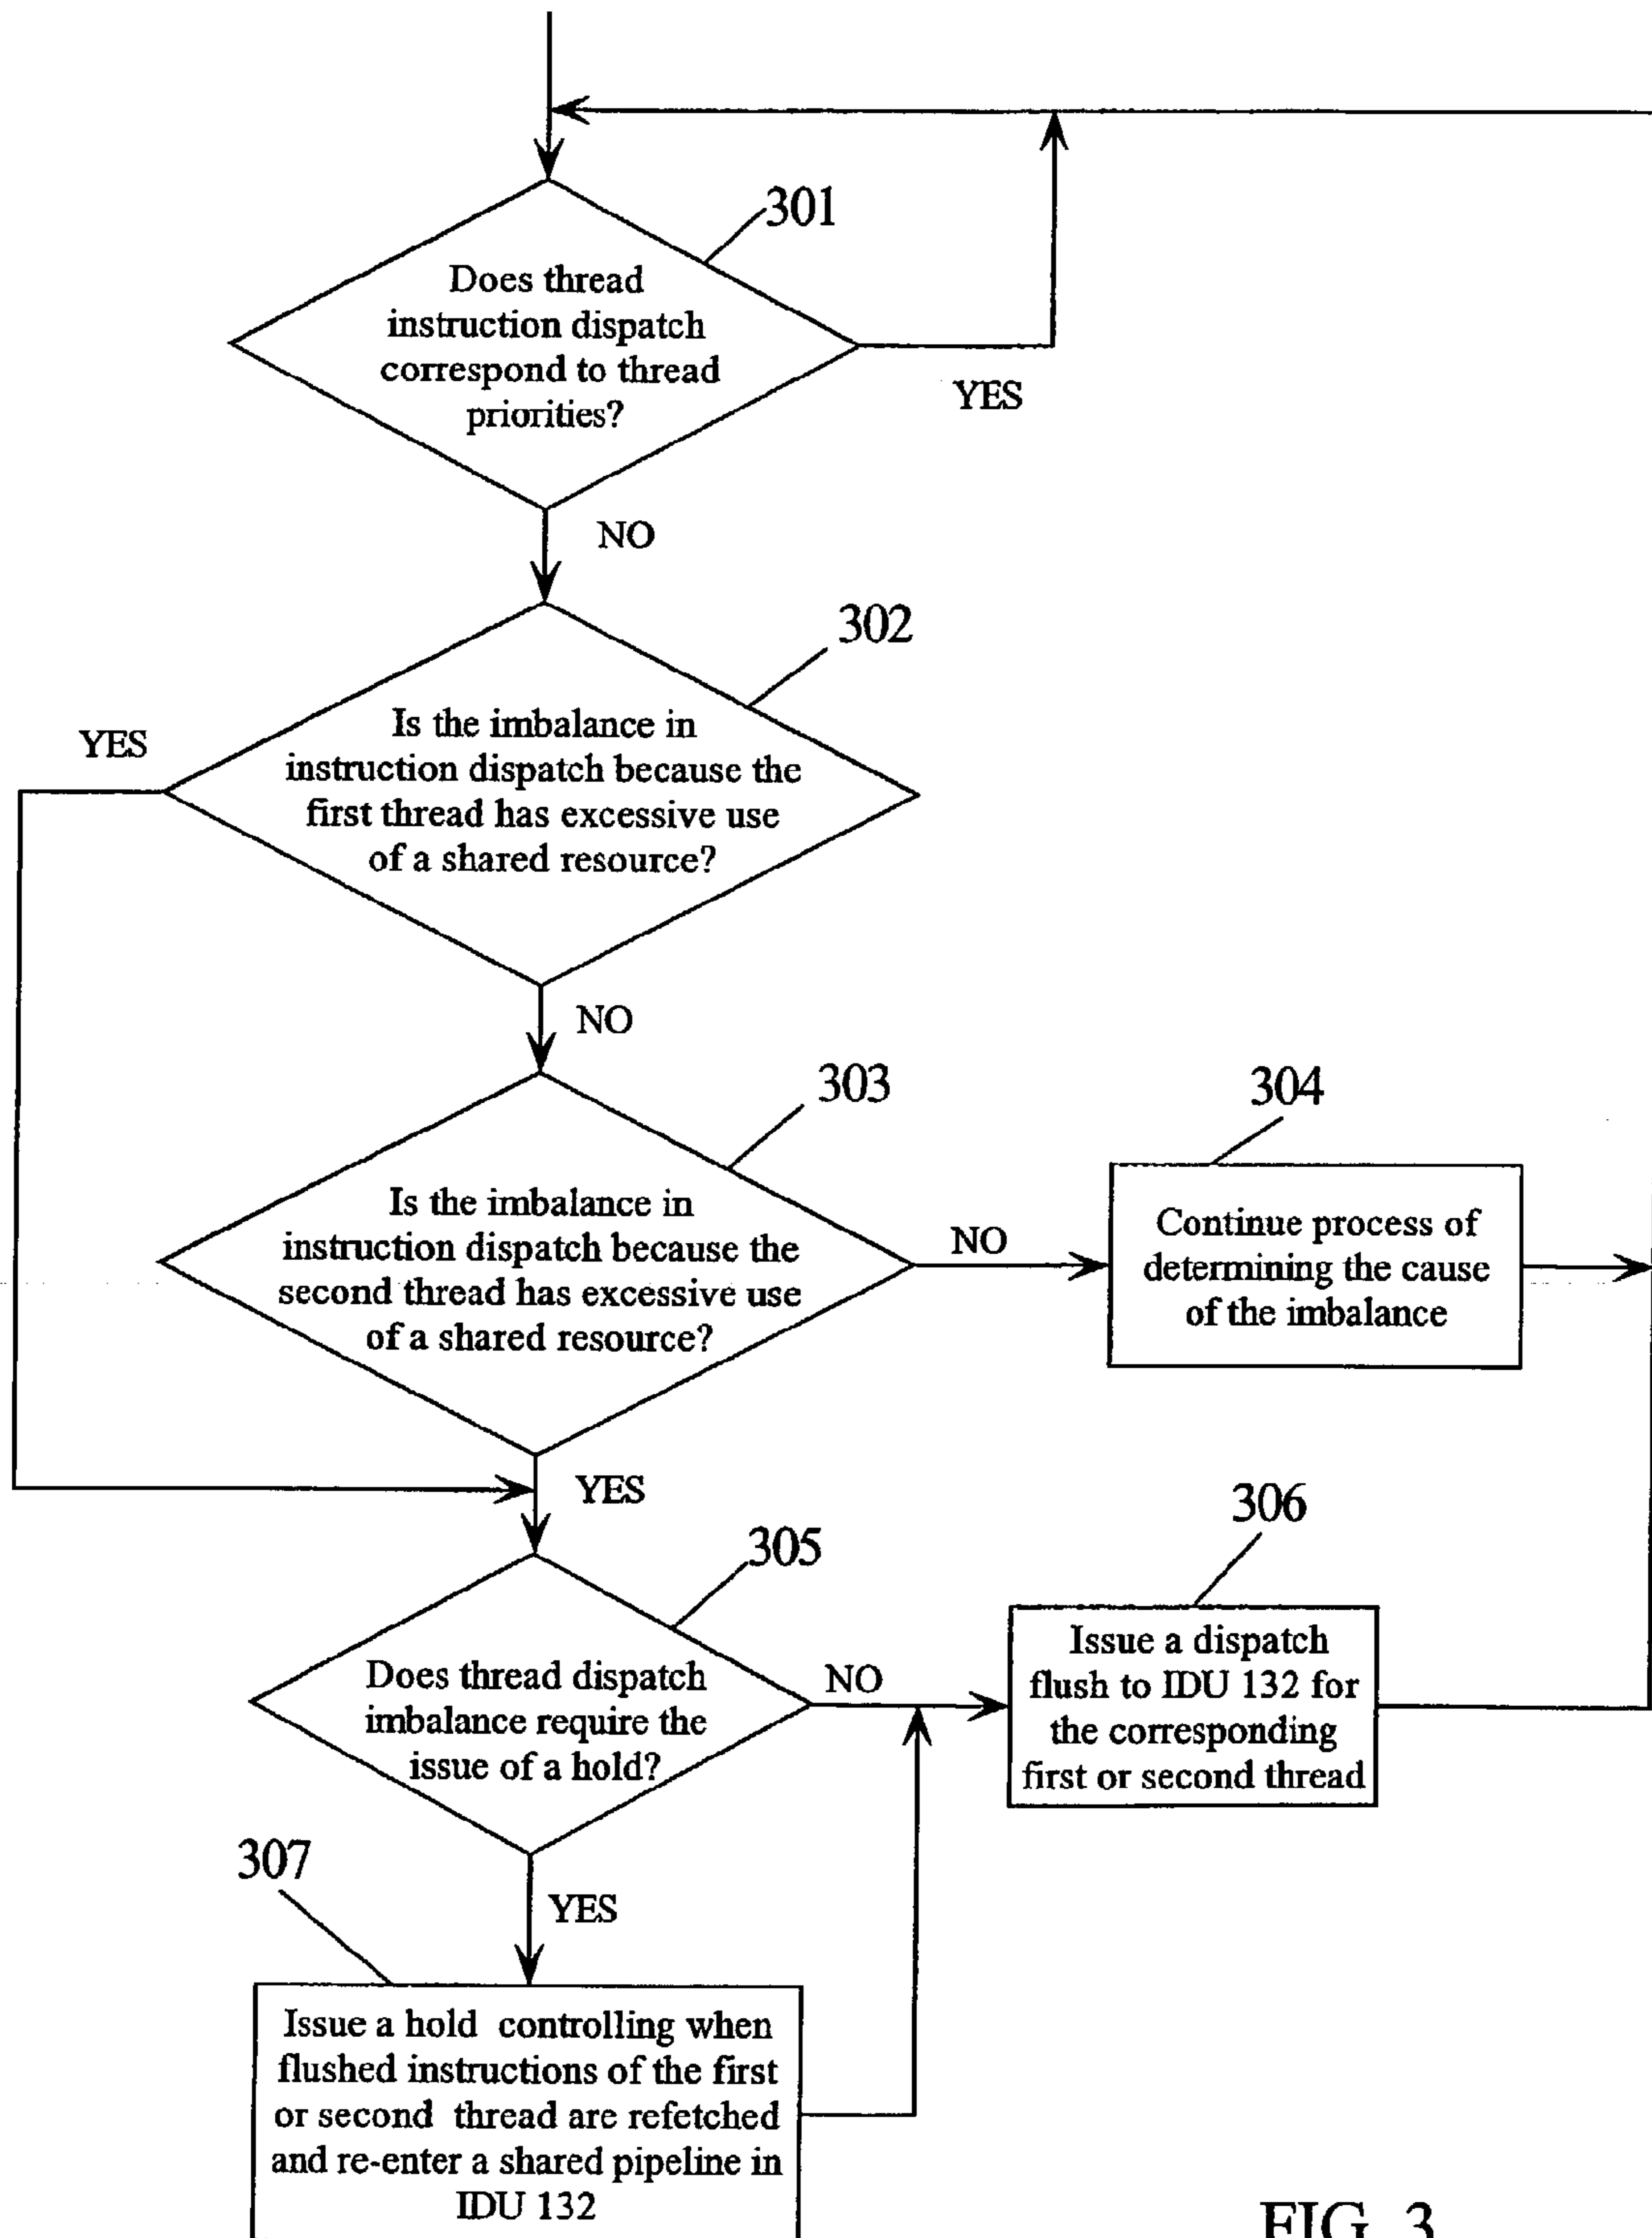 301
Does thread
instruction dispatch
correspond to thread
priorities?
YES
NO
302
YES
Is the imbalance in
instruction dispatch because the
first thread has excessive use
of a shared resource?
NO
303
304
Is the imbalance in
instruction dispatch because the
second thread has excessive use
of a shared resource?
NO
Continue process of
determining the cause
of the imbalance
YES
305
306
Does thread dispatch
imbalance require the
issue of a hold?
NO
Issue a dispatch
flush to IDU 132 for
the corresponding
first or second thread
307
YES
Issue a hold controlling when
flushed instructions of the first
or second thread are refetched
and re-enter a shared pipeline in
IDU 132
FIG. 3